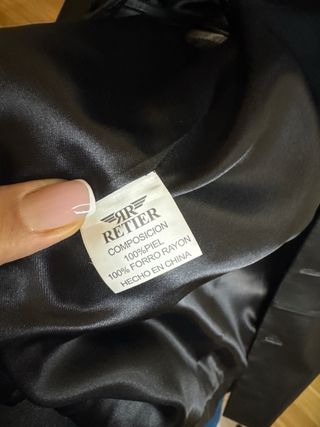 RR
RETIER
COMPOSICION
100%PIEL
100% FORRO RAYON
HECHO EN CHINA